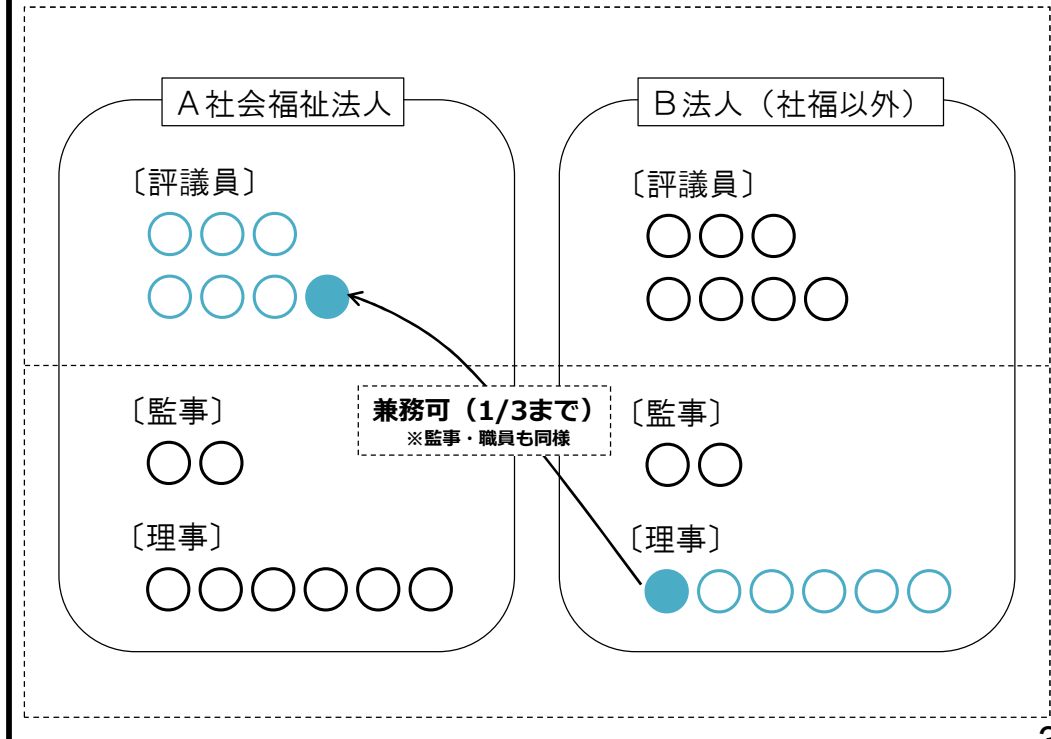 A社会福祉法人
〔評議員〕
〔監事〕
〔理事〕
兼務可（1/3まで）
※監事・職員も同様
B法人（社福以外）
〔評議員〕
〔監事〕
〔理事〕